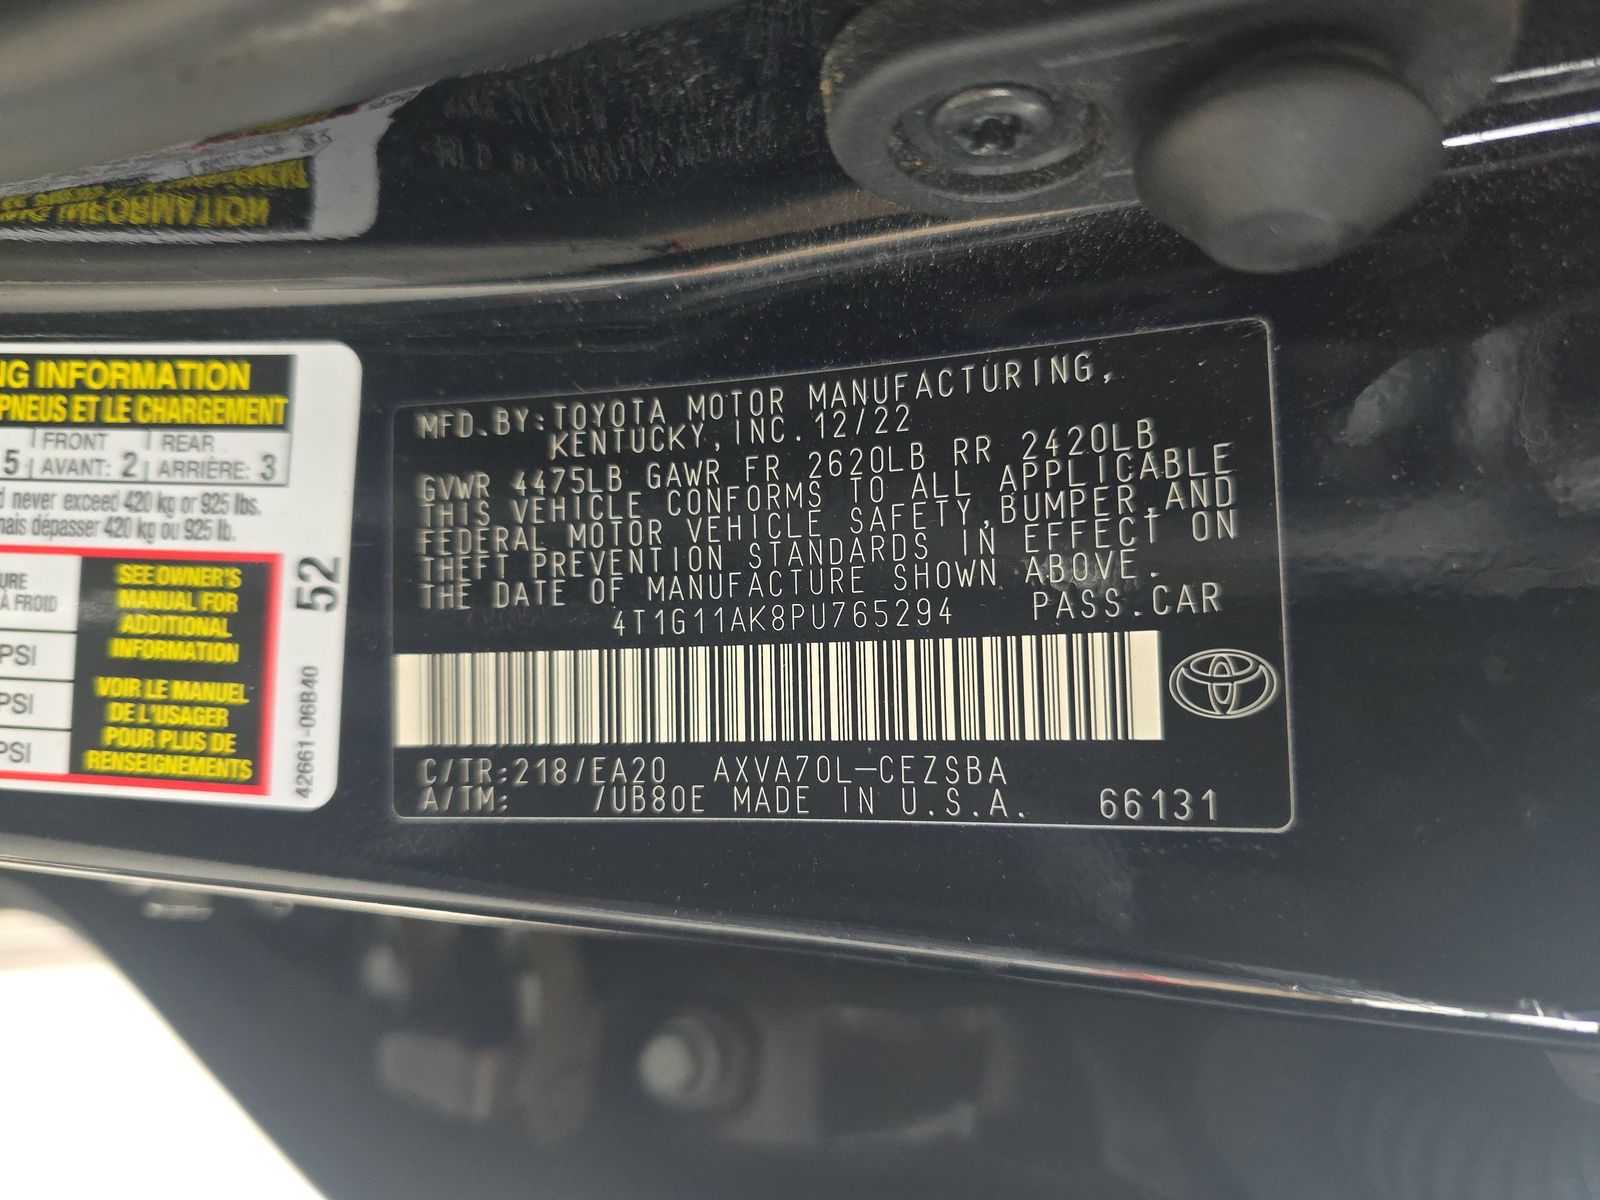 NG INFORMATION
PNEUS ET LE CHARGEMENT
5 | FRONT | REAR
AVANT: 2 | ARRIÈRE: 3
never exceed 420 kg or 925 lbs.
mais dépasser 420 kg ou 925 lb.
URE
À FROID
PSI
PSI
PSI
SEE OWNER'S
MANUAL FOR
ADDITIONAL
INFORMATION
VOIR LE MANUEL
DE L'USAGER
POUR PLUS DE
RENSEIGNEMENTS
52
42661-06B40
MFD.BY:TOYOTA MOTOR MANUFACTURING,
KENTUCKY,INC.12/22
GVWR 4475LB GAWR FR 2620LB RR 2420LB
THIS VEHICLE CONFORMS TO ALL APPLICABLE
FEDERAL MOTOR VEHICLE SAFETY,BUMPER,AND
THEFT PREVENTION STANDARDS IN EFFECT ON
THE DATE OF MANUFACTURE SHOWN ABOVE.
4T1G11AK8PU765294 PASS.CAR
C/TR:218/EA20 AXVA70L-CEZSBA
A/TM: /UB80E MADE IN U.S.A. 66131